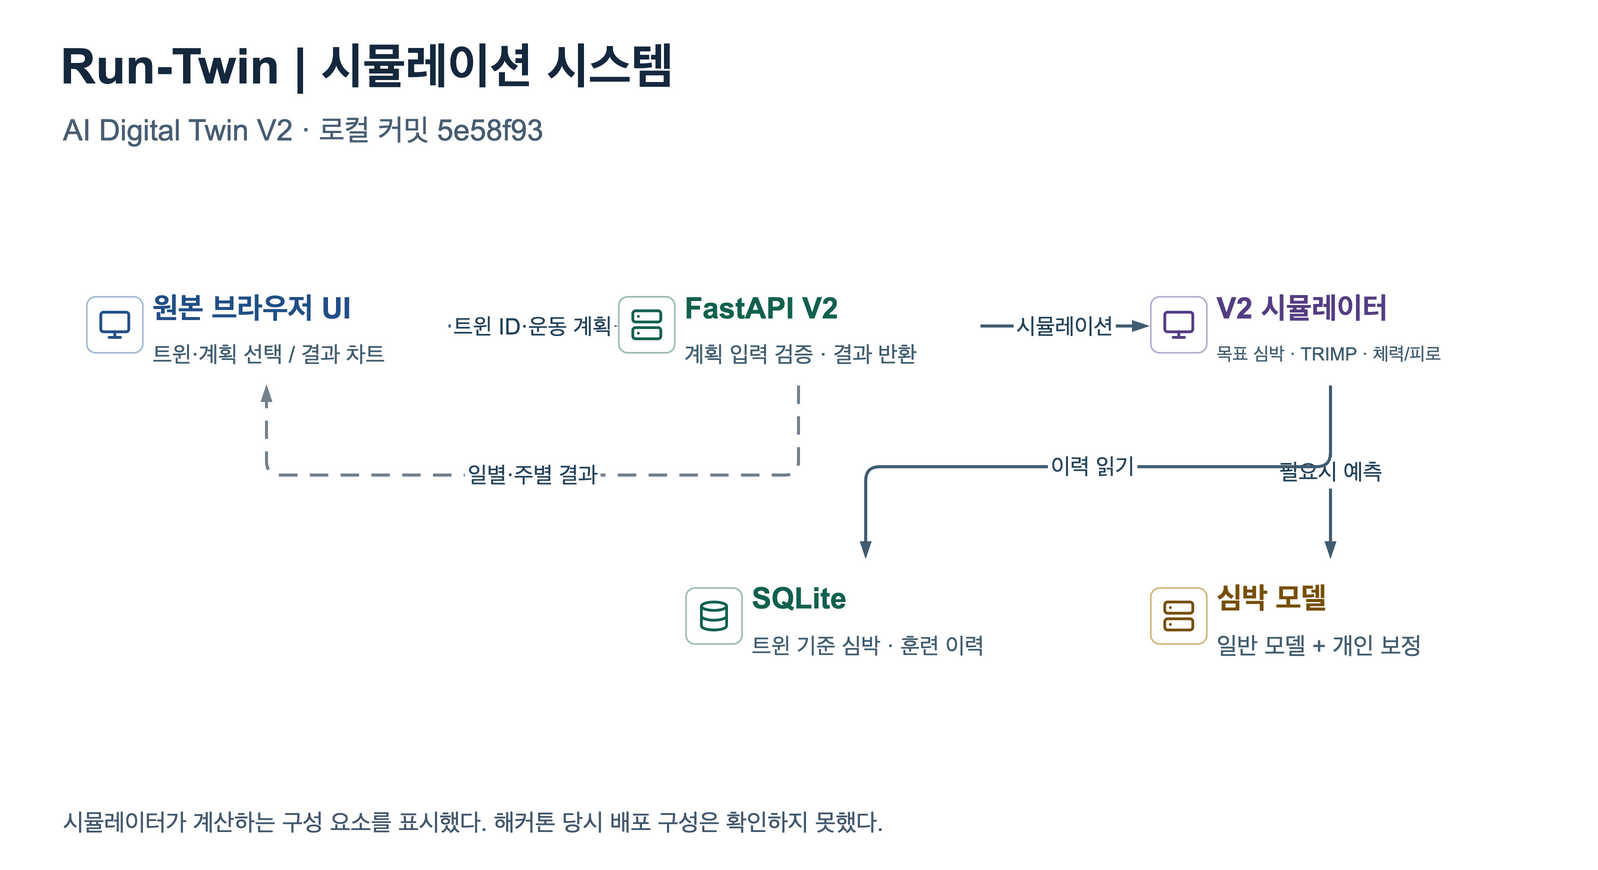 Run-Twin | 시뮬레이션 시스템
AI Digital Twin V2 · 로컬 커밋 5e58f93
원본 브라우저 UI
트윈·계획 선택 / 결과 차트
·트윈 ID·운동 계획·
FastAPI V2
계획 입력 검증 · 결과 반환
시뮬레이션
V2 시뮬레이터
목표 심박 · TRIMP · 체력/피로
일별·주별 결과
이력 읽기
필요시 예측
SQLite
트윈 기준 심박 · 훈련 이력
심박 모델
일반 모델 + 개인 보정
시뮬레이터가 계산하는 구성 요소를 표시했다. 해커톤 당시 배포 구성은 확인하지 못했다.